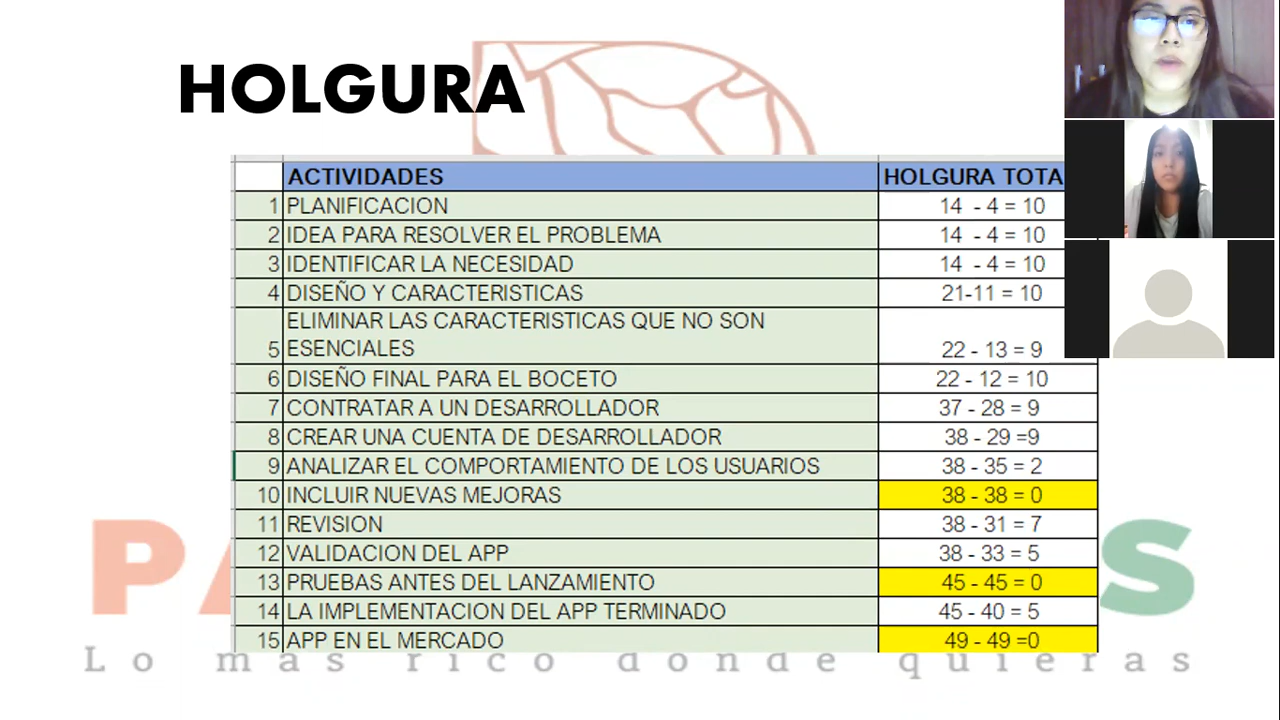 HOLGURA
ACTIVIDADES HOLGURA TOTA
1 PLANIFICACION 14 - 4 = 10
2 IDEA PARA RESOLVER EL PROBLEMA 14 - 4 = 10
3 IDENTIFICAR LA NECESIDAD 14 - 4 = 10
4 DISEÑO Y CARACTERISTICAS 21-11 = 10
ELIMINAR LAS CARACTERISTICAS QUE NO SON
5 ESENCIALES 22 - 13 = 9
6 DISEÑO FINAL PARA EL BOCETO 22 - 12 = 10
7 CONTRATAR A UN DESARROLLADOR 37 - 28 = 9
8 CREAR UNA CUENTA DE DESARROLLADOR 38 - 29 =9
9 ANALIZAR EL COMPORTAMIENTO DE LOS USUARIOS 38 - 35 = 2
10 INCLUIR NUEVAS MEJORAS 38 - 38 = 0
11 REVISION 38 - 31 = 7
12 VALIDACION DEL APP 38 - 33 = 5
13 PRUEBAS ANTES DEL LANZAMIENTO 45 - 45 = 0
14 LA IMPLEMENTACION DEL APP TERMINADO 45 - 40 = 5
15 APP EN EL MERCADO 49 - 49 =0
Lo mas rico donde quieras